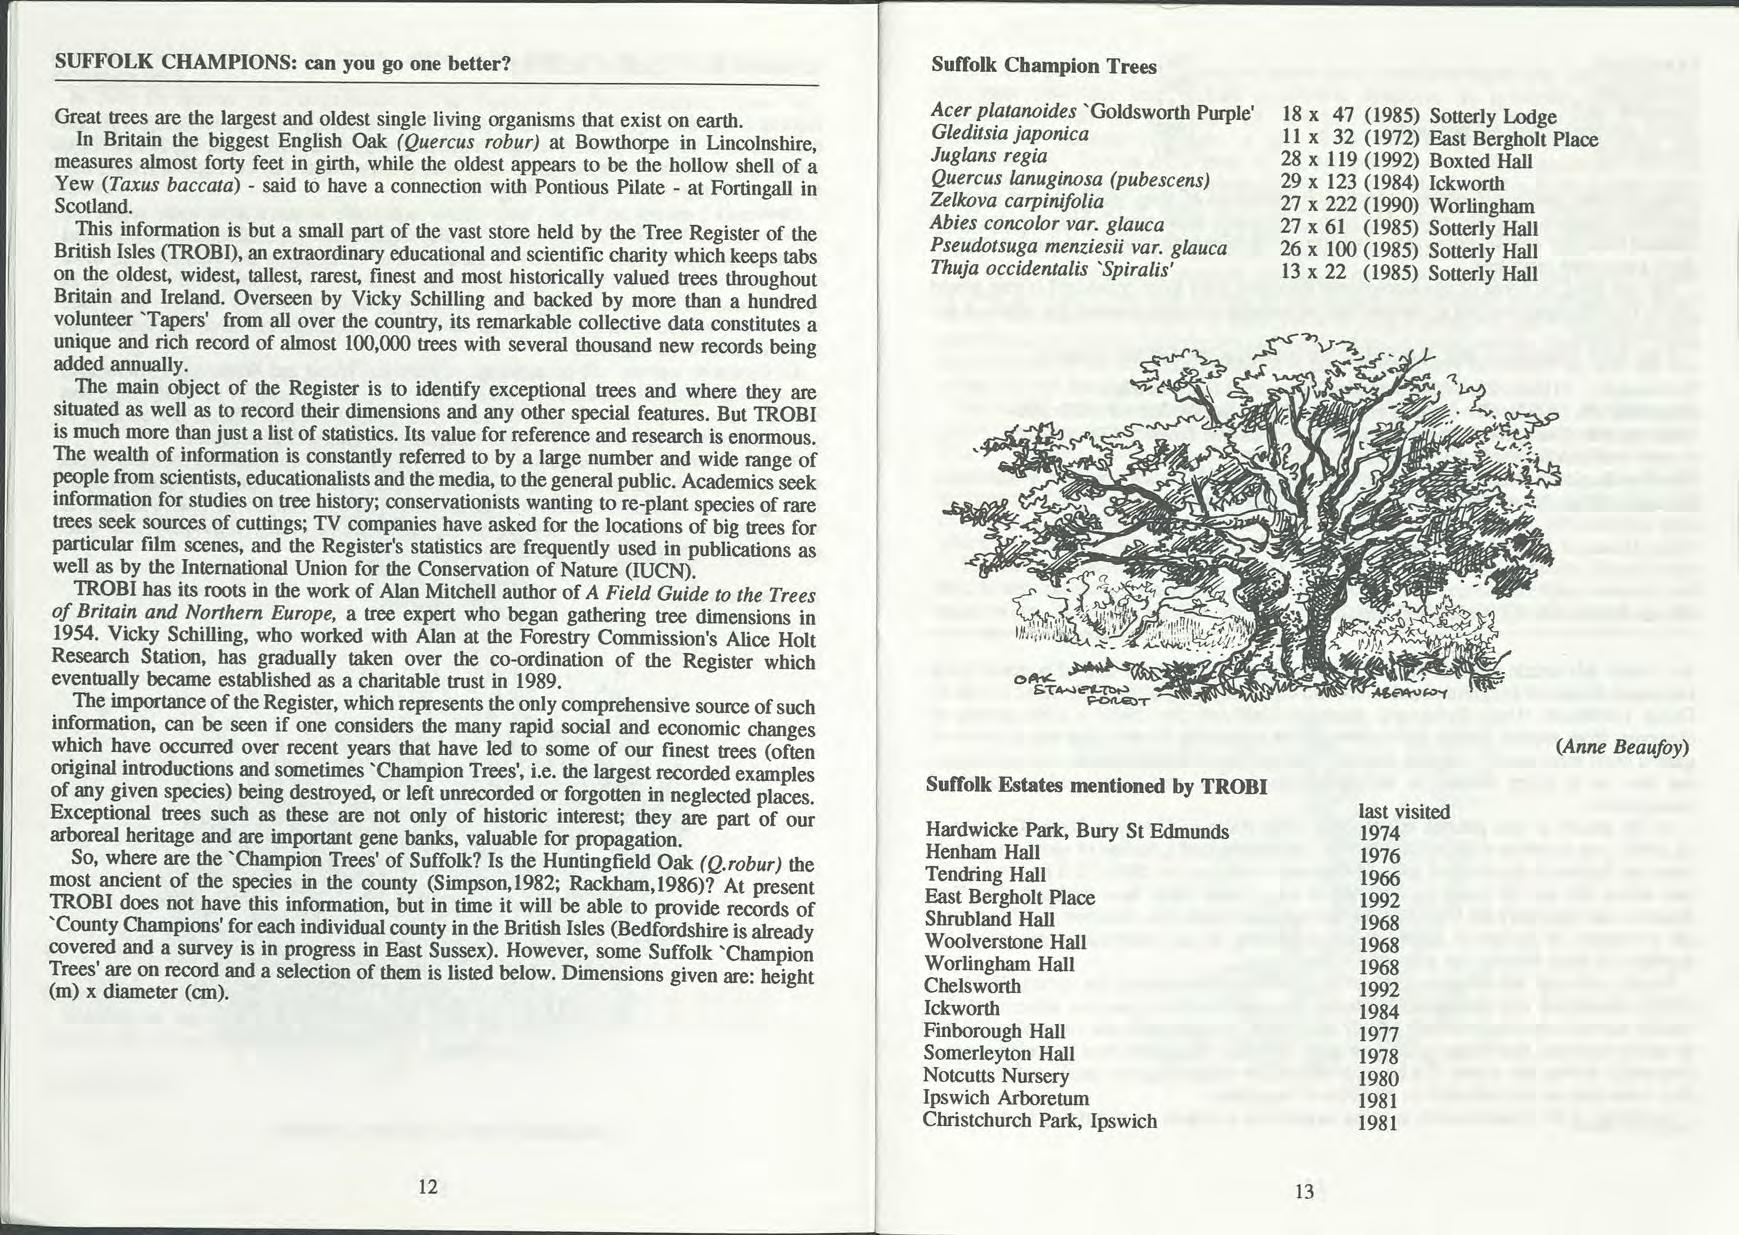 SUFFOLK CHAMPIONS: can you go one better?
Great trees are the largest and oldest single living organisms that exist on earth.
In Britain the biggest English Oak (Quercus robur) at Bowthorpe in Lincolnshire,
measures almost forty feet in girth, while the oldest appears to be the hollow shell of a
Yew (Taxus baccata) - said to have a connection with Pontious Pilate - at Fortingall in
Scotland.
This information is but a small part of the vast store held by the Tree Register of the
British Isles (TROBI), an extraordinary educational and scientific charity which keeps tabs
on the oldest, widest, tallest, rarest, finest and most historically valued trees throughout
Britain and Ireland. Overseen by Vicky Schilling and backed by more than a hundred
volunteer `Tapers' from all over the country, its remarkable collective data constitutes a
unique and rich record of almost 100,000 trees with several thousand new records being
added annually.
The main object of the Register is to identify exceptional trees and where they are
situated as well as to record their dimensions and any other special features. But TROBI
is much more than just a list of statistics. Its value for reference and research is enormous.
The wealth of information is constantly referred to by a large number and wide range of
people from scientists, educationalists and the media, to the general public. Academics seek
information for studies on tree history; conservationists wanting to re-plant species of rare
trees seek sources of cuttings; TV companies have asked for the locations of big trees for
particular film scenes, and the Register's statistics are frequently used in publications as
well as by the International Union for the Conservation of Nature (IUCN).
TROBI has its roots in the work of Alan Mitchell author of A Field Guide to the Trees
of Britain and Northern Europe, a tree expert who began gathering tree dimensions in
1954. Vicky Schilling, who worked with Alan at the Forestry Commission's Alice Holt
Research Station, has gradually taken over the co-ordination of the Register which
eventually became established as a charitable trust in 1989.
The importance of the Register, which represents the only comprehensive source of such
information, can be seen if one considers the many rapid social and economic changes
which have occurred over recent years that have led to some of our finest trees (often
original introductions and sometimes `Champion Trees', i.e. the largest recorded examples
of any given species) being destroyed, or left unrecorded or forgotten in neglected places.
Exceptional trees such as these are not only of historic interest; they are part of our
arboreal heritage and are important gene banks, valuable for propagation.
So, where are the `Champion Trees' of Suffolk? Is the Huntingfield Oak (Q.robur) the
most ancient of the species in the county (Simpson,1982; Rackham,1986)? At present
TROBI does not have this information, but in time it will be able to provide records of
`County Champions' for each individual county in the British Isles (Bedfordshire is already
covered and a survey is in progress in East Sussex). However, some Suffolk `Champion
Trees' are on record and a selection of them is listed below. Dimensions given are: height
(m) x diameter (cm).
12
Suffolk Champion Trees
Acer platanoides `Goldsworth Purple' 18 x 47 (1985) Sotterly Lodge
Gleditsia japonica 11 x 32 (1972) East Bergholt Place
Juglans regia 28 x 119 (1992) Boxted Hall
Quercus lanuginosa (pubescens) 29 x 123 (1984) Ickworth
Zelkova carpinifolia 27 x 222 (1990) Worlingham
Abies concolor var. glauca 27 x 61 (1985) Sotterly Hall
Pseudotsuga menziesii var. glauca 26 x 100 (1985) Sotterly Hall
Thuja occidentalis `Spiralis' 13 x 22 (1985) Sotterly Hall
OAK
STAVERTON
FOREST
ABEAUFOY
(Anne Beaufoy)
Suffolk Estates mentioned by TROBI
last visited
Hardwicke Park, Bury St Edmunds 1974
Henham Hall 1976
Tendring Hall 1966
East Bergholt Place 1992
Shrubland Hall 1968
Woolverstone Hall 1968
Worlingham Hall 1968
Chelsworth 1992
Ickworth 1984
Finborough Hall 1977
Somerleyton Hall 1978
Notcutts Nursery 1980
Ipswich Arboretum 1981
Christchurch Park, Ipswich 1981
13